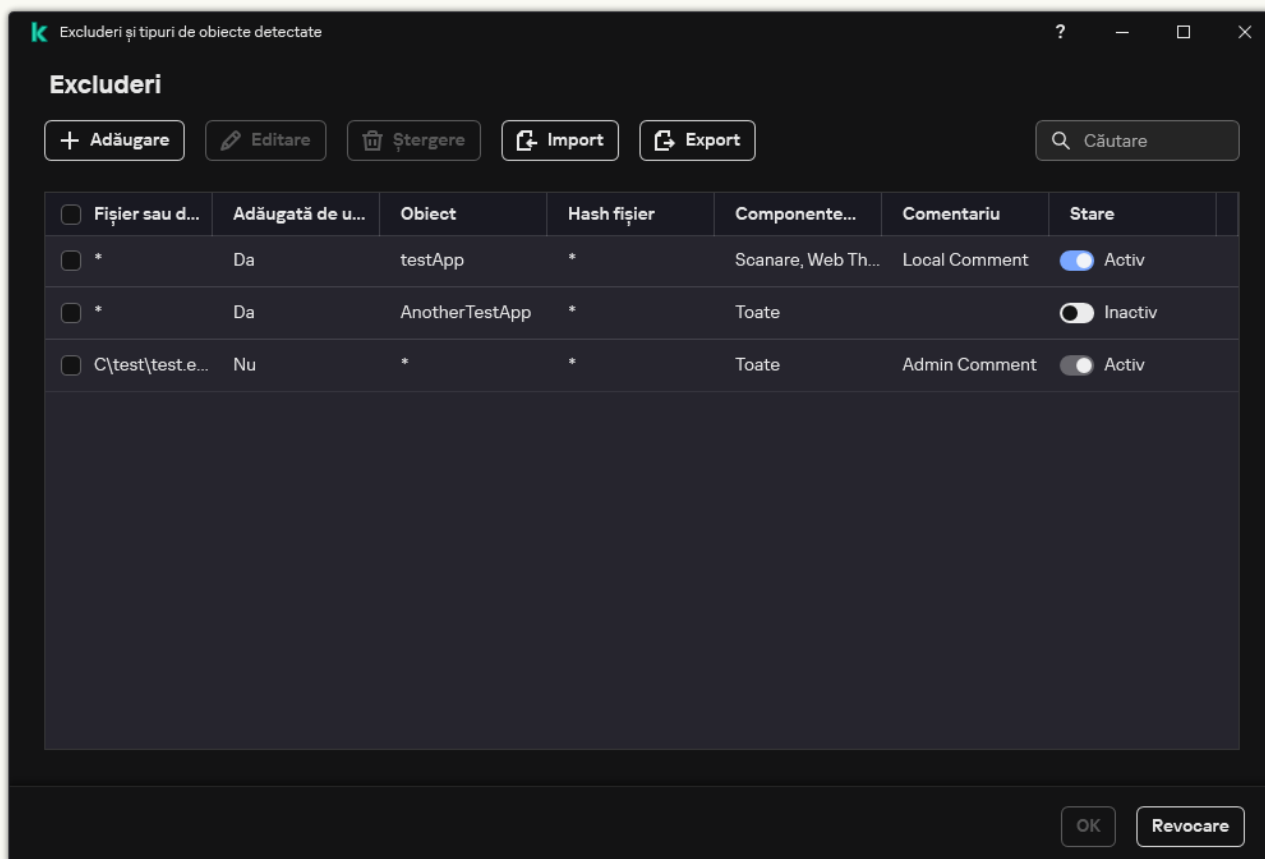 Excluderi și tipuri de obiecte detectate
?
Excluderi
Adăugare Editare Ștergere Import Export Căutare
Fișier sau d... Adăugată de u... Obiect Hash fișier Componente... Comentariu Stare
* Da testApp * Scanare, Web Th... Local Comment Activ
* Da AnotherTestApp * Toate Inactiv
C\test\test.e... Nu * * Toate Admin Comment Activ
OK Revocare